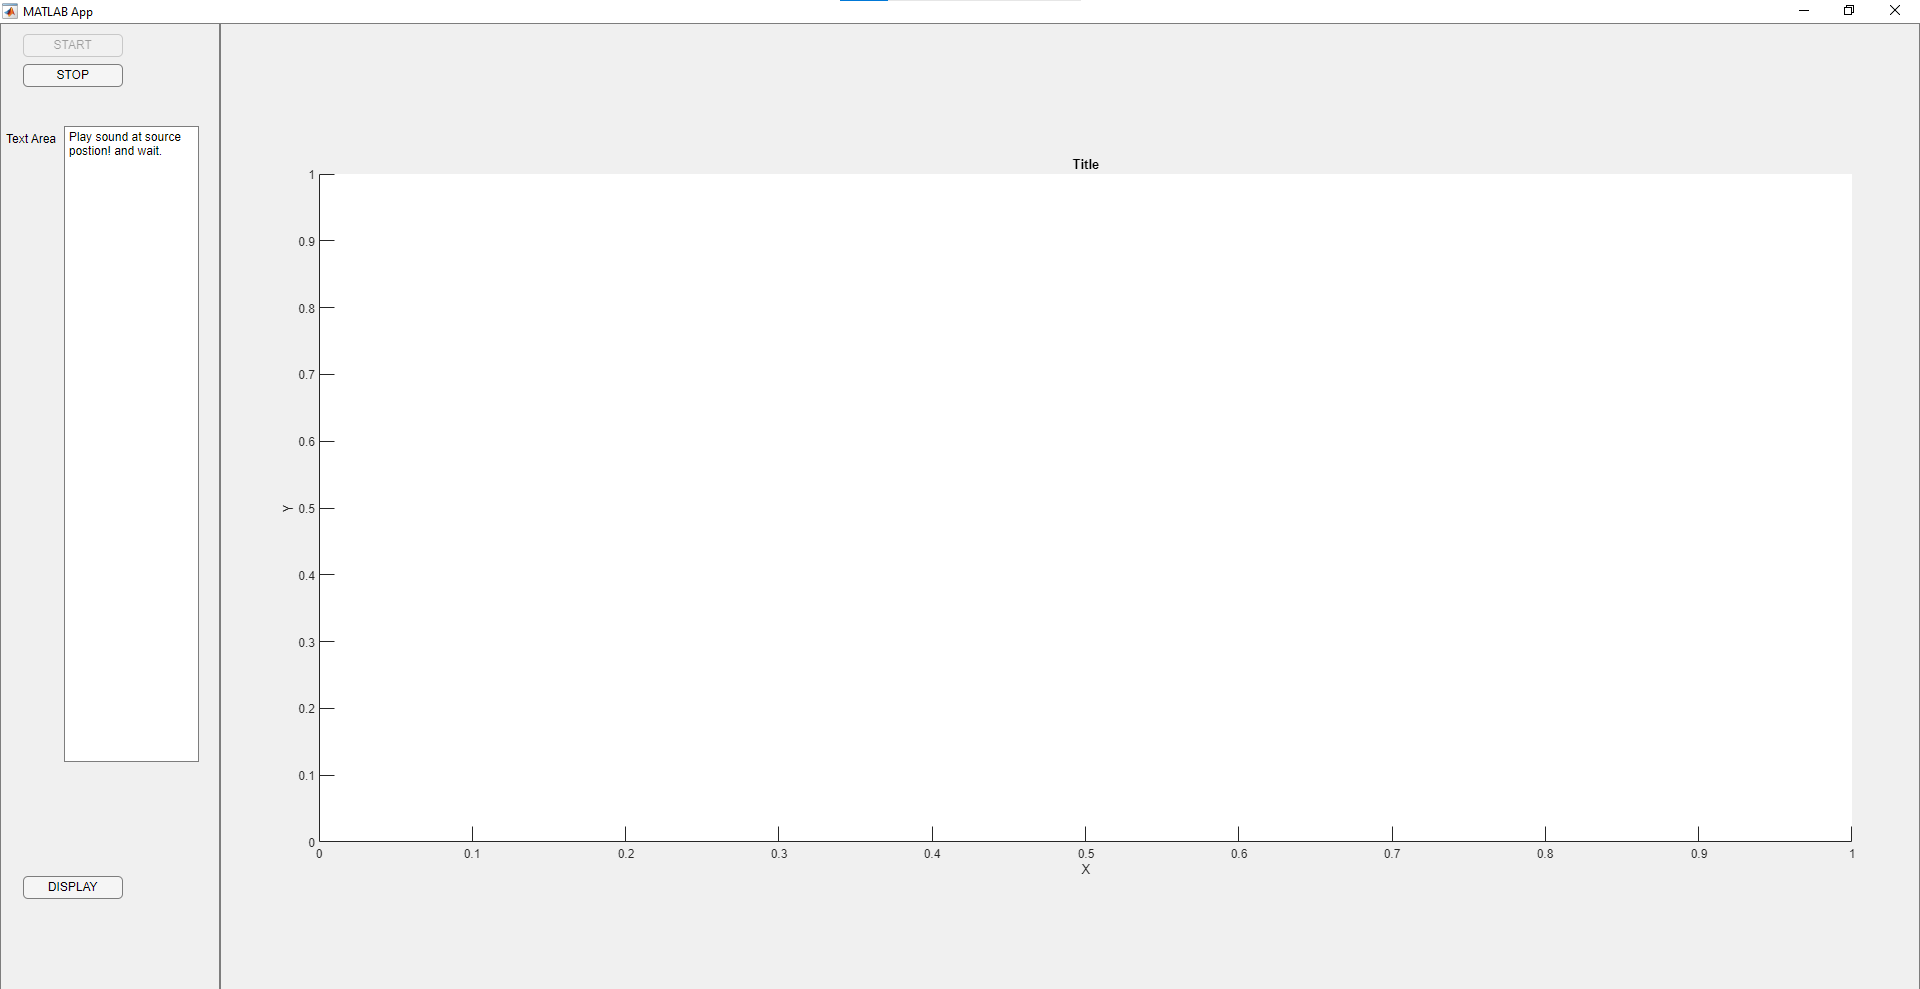 MATLAB App
START
STOP
Text Area
Play sound at source
postion! and wait.
DISPLAY
Title
1
0.9
0.8
0.7
0.6
0.5
0.4
0.3
0.2
0.1
0
Y
0 0.1 0.2 0.3 0.4 0.5 0.6 0.7 0.8 0.9 1
X